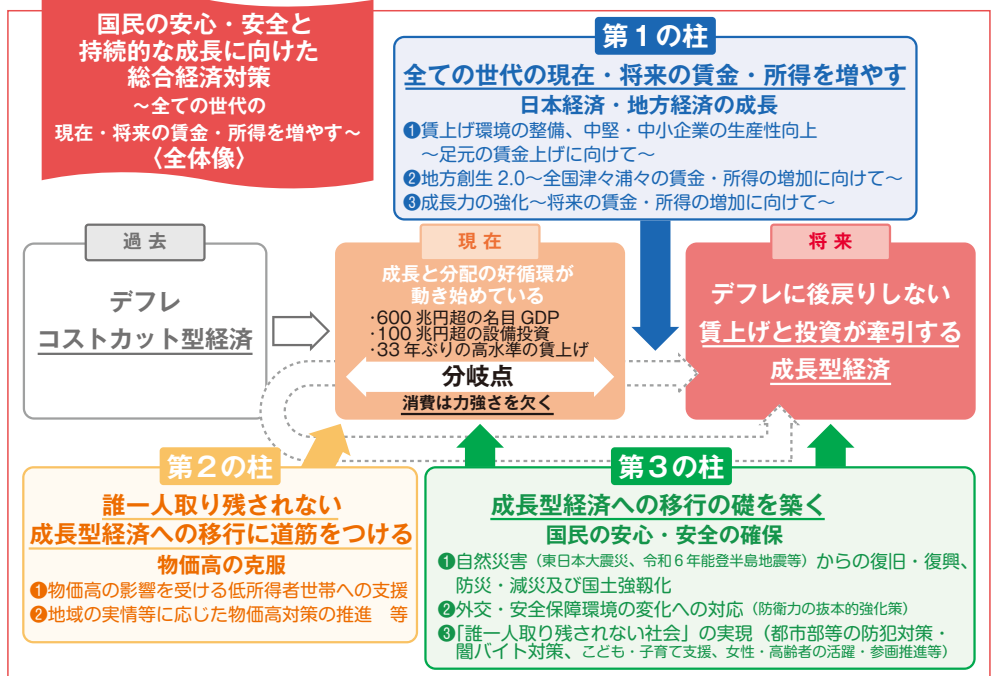 国民の安心・安全と
持続的な成長に向けた
総合経済対策
～全ての世代の
現在・将来の賃金・所得を増やす～
〈全体像〉
第１の柱
全ての世代の現在・将来の賃金・所得を増やす
日本経済・地方経済の成長
❶賃上げ環境の整備、中堅・中小企業の生産性向上
～足元の賃金上げに向けて～
❷地方創生 2.0～全国津々浦々の賃金・所得の増加に向けて～
❸成長力の強化～将来の賃金・所得の増加に向けて～
過 去
デフレ
コストカット型経済
現 在
成長と分配の好循環が
動き始めている
・600 兆円超の名目 GDP
・100 兆円超の設備投資
・33 年ぶりの高水準の賃上げ
分岐点
消費は力強さを欠く
将 来
デフレに後戻りしない
賃上げと投資が牽引する
成長型経済
第２の柱
誰一人取り残されない
成長型経済への移行に道筋をつける
物価高の克服
❶物価高の影響を受ける低所得者世帯への支援
❷地域の実情等に応じた物価高対策の推進　等
第３の柱
成長型経済への移行の礎を築く
国民の安心・安全の確保
❶自然災害（東日本大震災、令和６年能登半島地震等）からの復旧・復興、
防災・減災及び国土強靱化
❷外交・安全保障環境の変化への対応（防衛力の抜本的強化策）
❸「誰一人取り残されない社会」の実現（都市部等の防犯対策・
闇バイト対策、こども・子育て支援、女性・高齢者の活躍・参画推進等）